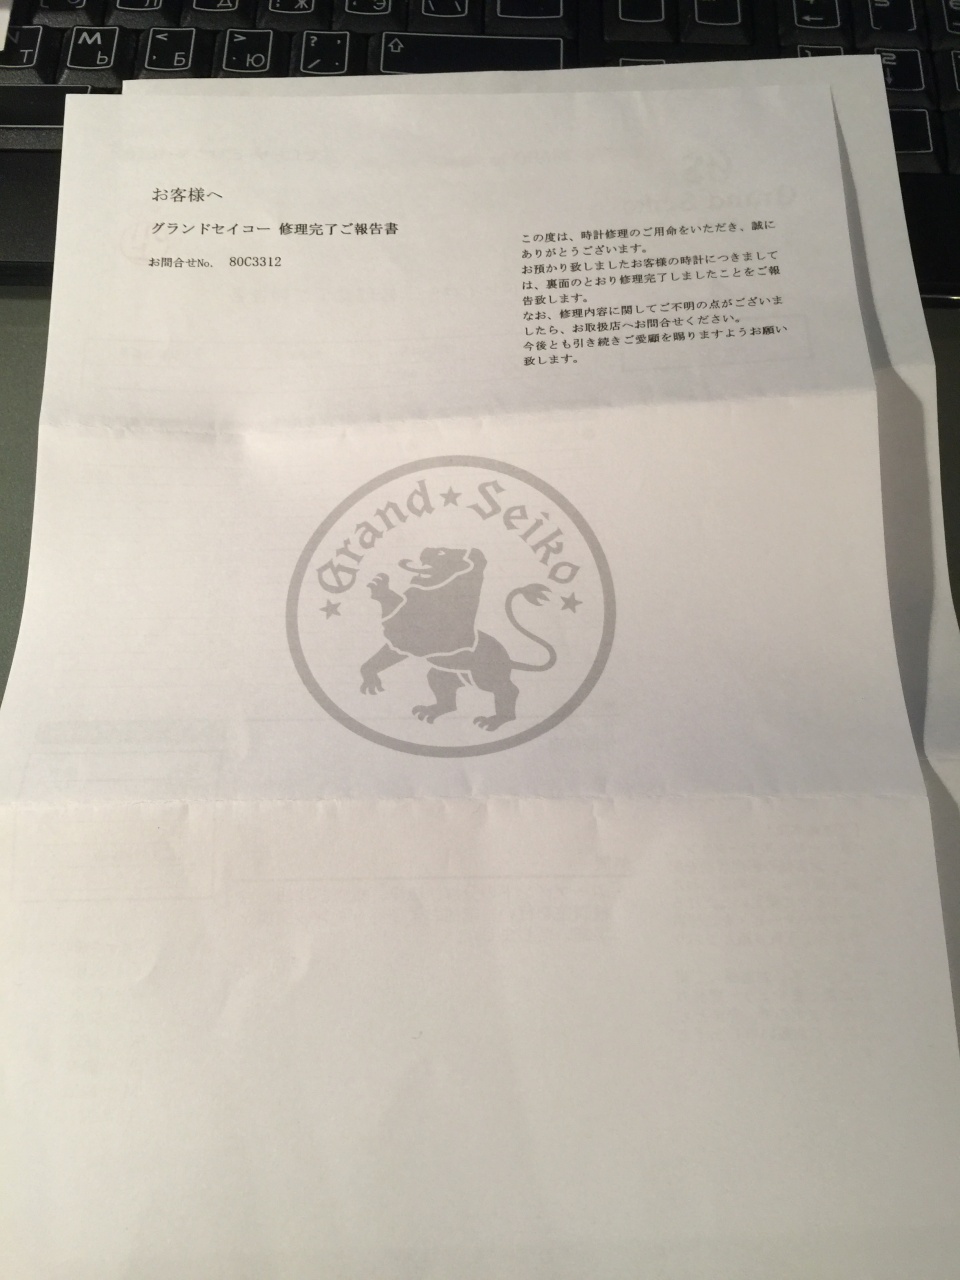 М
Ь
Т
<
Б
>
.
Ю
?
/
お客様へ
グランドセイコー 修理完了ご報告書
お問合せNo. 80C3312
この度は、時計修理のご用命をいただき、誠に
ありがとうございます。
お預かり致しましたお客様の時計につきまして
は、裏面のとおり修理完了しましたことをご報
告致します。
なお、修理内容に関してご不明の点がございま
したら、お取扱店へお問合せください。
今後とも引き続きご愛顧を賜りますようお願い
致します。
★Grand★Seiko★